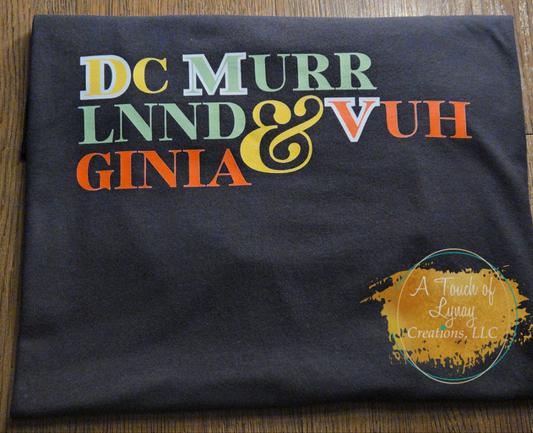 DC MURR
LNND & VUH
GINIA
A Touch of
Lynay
Creations, LLC